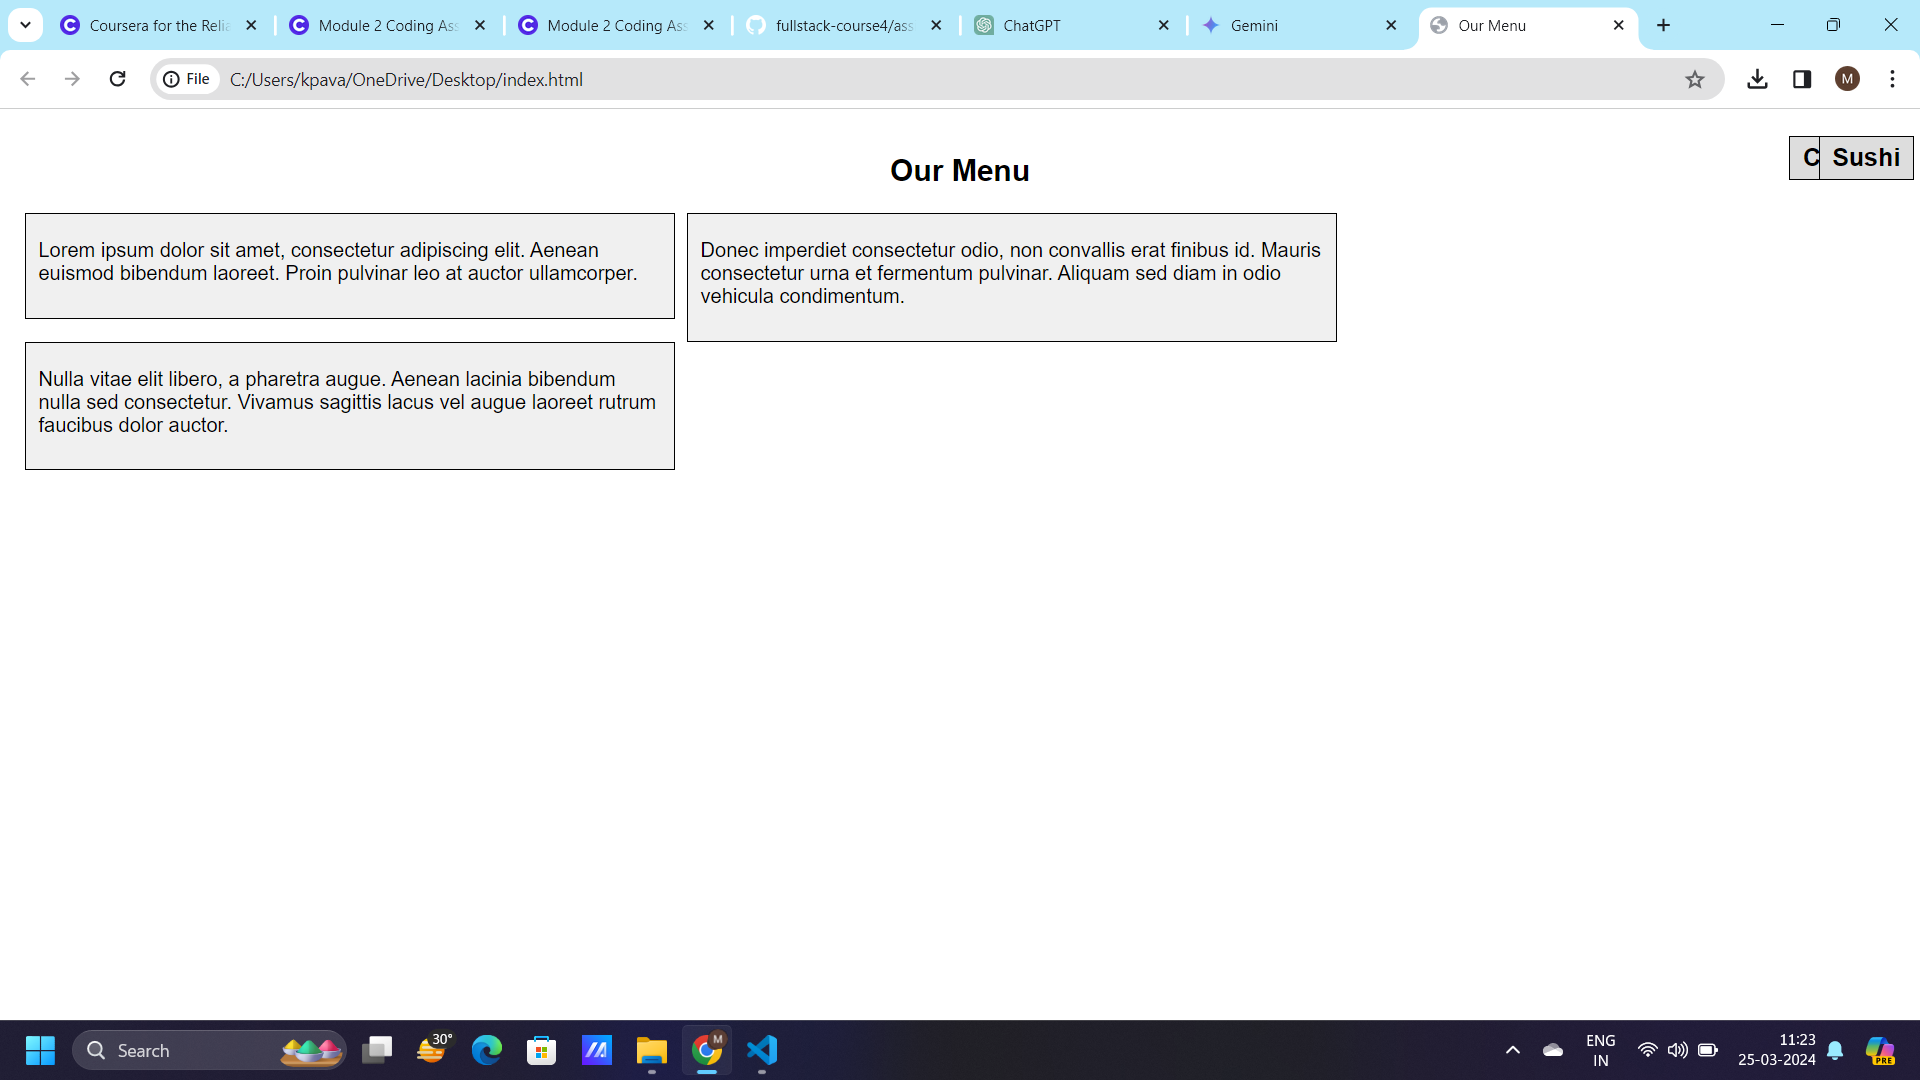 Coursera for the Relia
Module 2 Coding Ass
Module 2 Coding Ass
fullstack-course4/ass
ChatGPT
Gemini
Our Menu
File
C:/Users/kpava/OneDrive/Desktop/index.html
M
Our Menu
C
Sushi
Lorem ipsum dolor sit amet, consectetur adipiscing elit. Aenean
euismod bibendum laoreet. Proin pulvinar leo at auctor ullamcorper.
Donec imperdiet consectetur odio, non convallis erat finibus id. Mauris
consectetur urna et fermentum pulvinar. Aliquam sed diam in odio
vehicula condimentum.
Nulla vitae elit libero, a pharetra augue. Aenean lacinia bibendum
nulla sed consectetur. Vivamus sagittis lacus vel augue laoreet rutrum
faucibus dolor auctor.
Search
30°
M
ENG
IN
11:23
25-03-2024
PRE